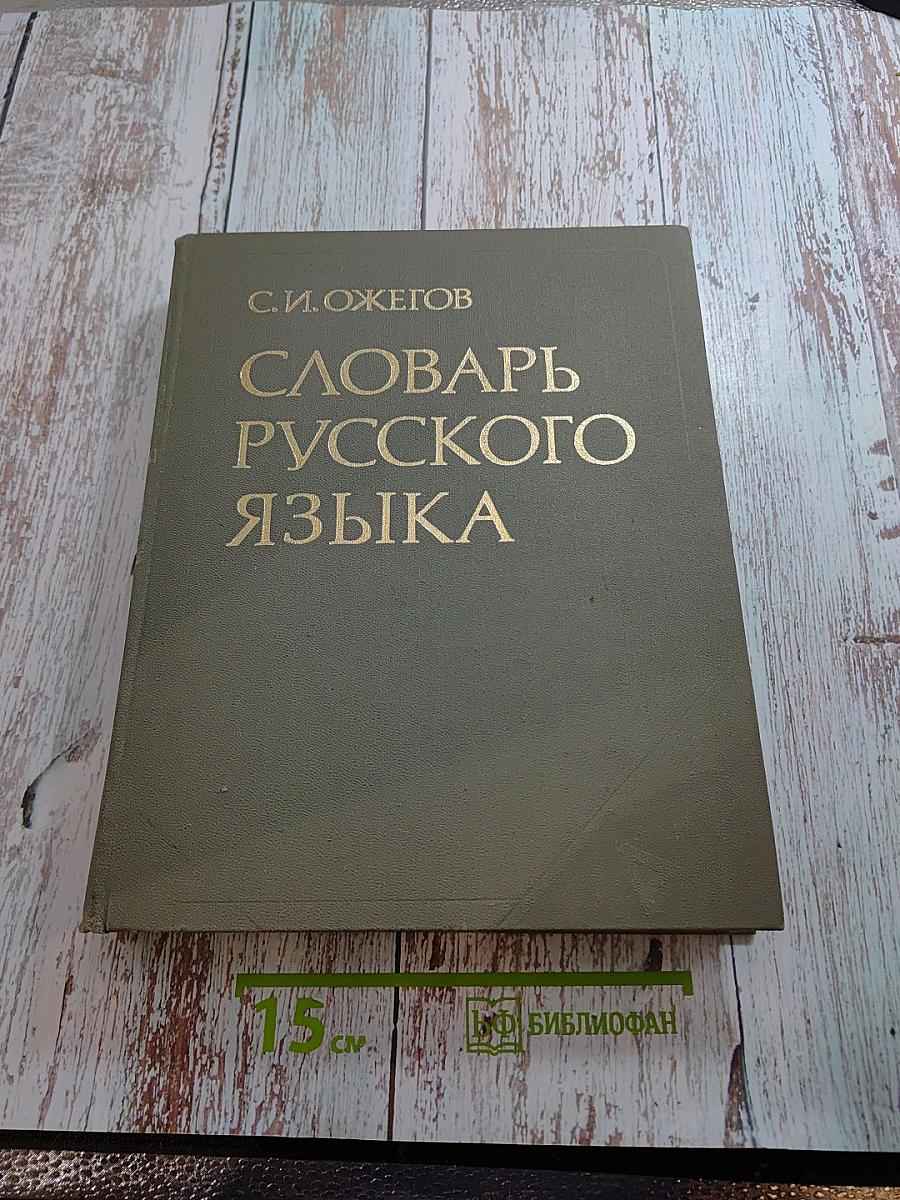 С.И.ОЖЕГОВ
СЛОВАРЬ
РУССКОГО
ЯЗЫКА
15 см
БФ БИБЛИОФАН